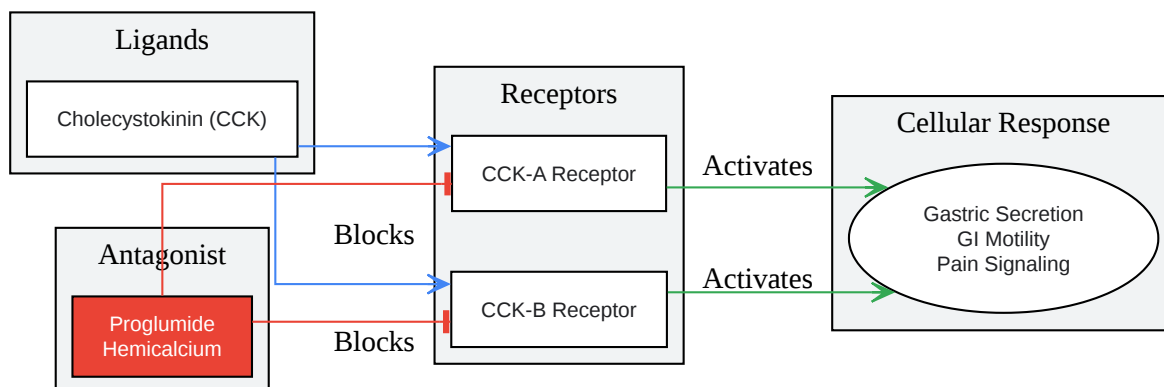 Ligands
Cholecystokinin (CCK)
Antagonist
Proglumide
Hemicalcium
Blocks
Blocks
Receptors
CCK-A Receptor
CCK-B Receptor
Activates
Activates
Cellular Response
Gastric Secretion
GI Motility
Pain Signaling